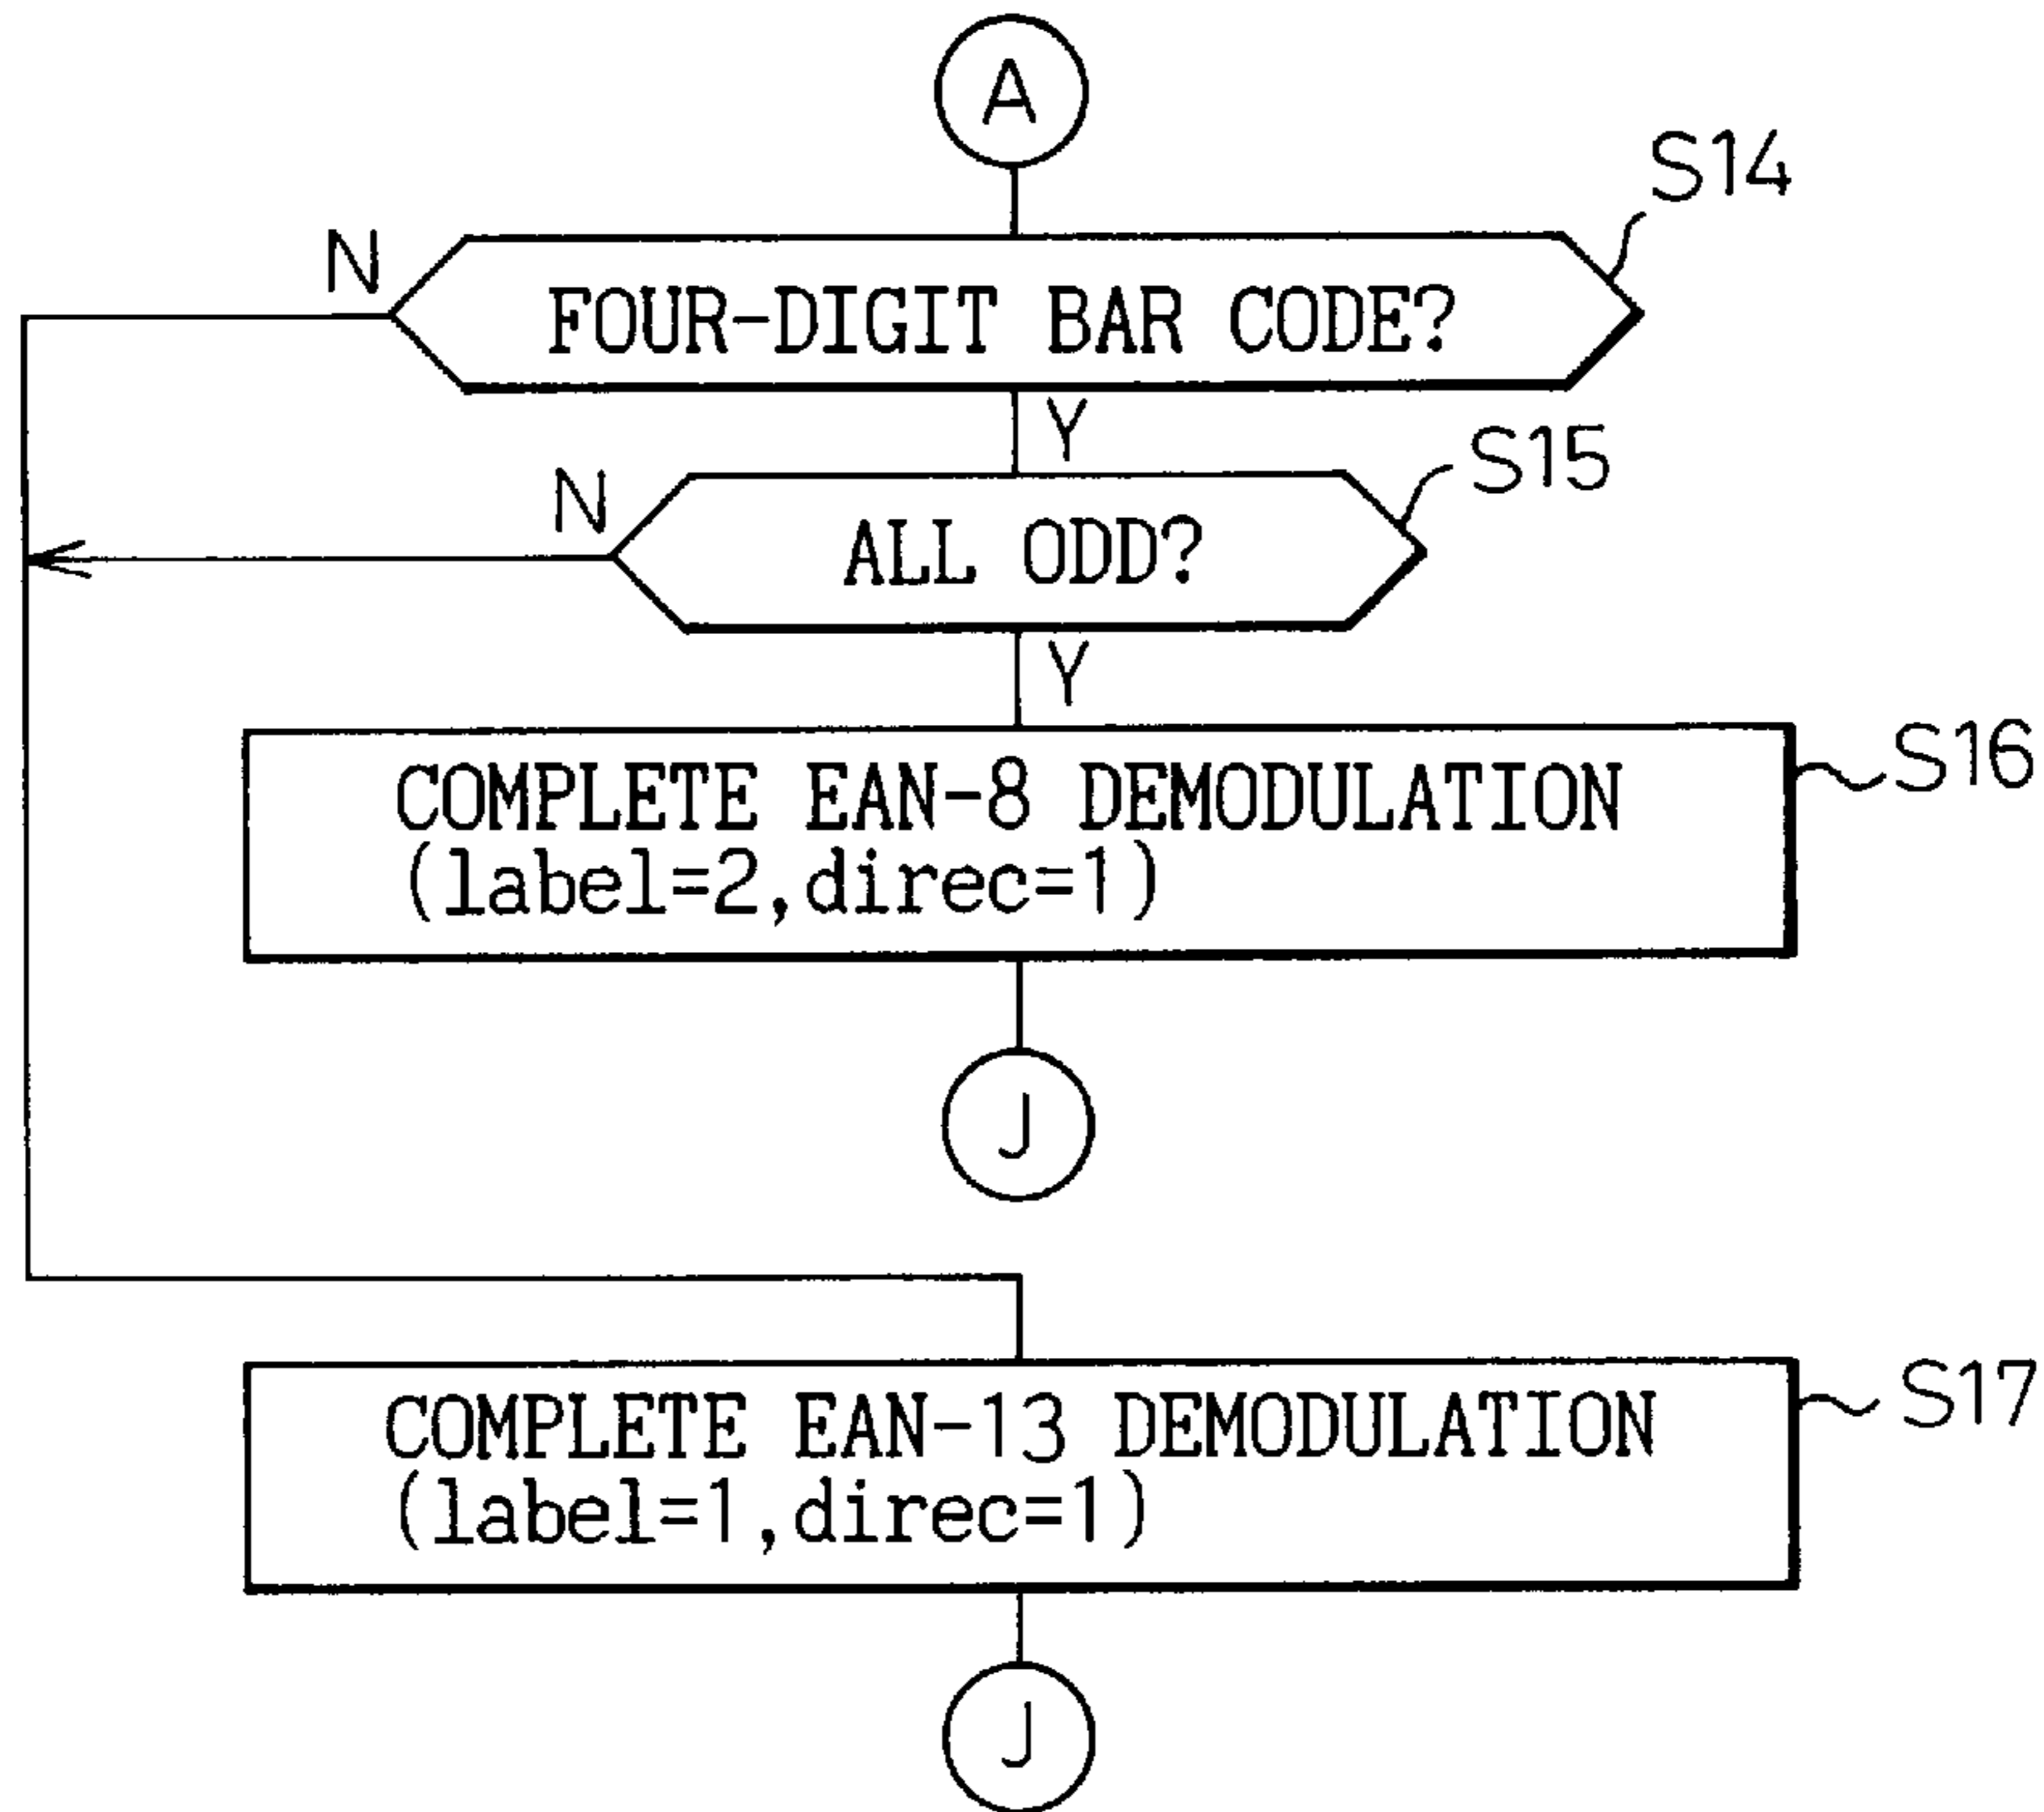 A
S14
N
FOUR-DIGIT BAR CODE?
Y
S15
N
ALL ODD?
Y
S16
COMPLETE EAN-8 DEMODULATION
(label=2,direc=1)
J
S17
COMPLETE EAN-13 DEMODULATION
(label=1,direc=1)
J